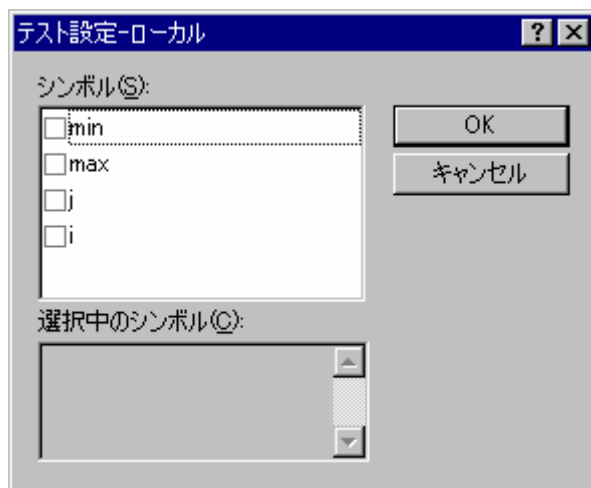 テスト設定-ローカル
シンボル(S):
min
max
j
i
OK
キャンセル
選択中のシンボル(C):